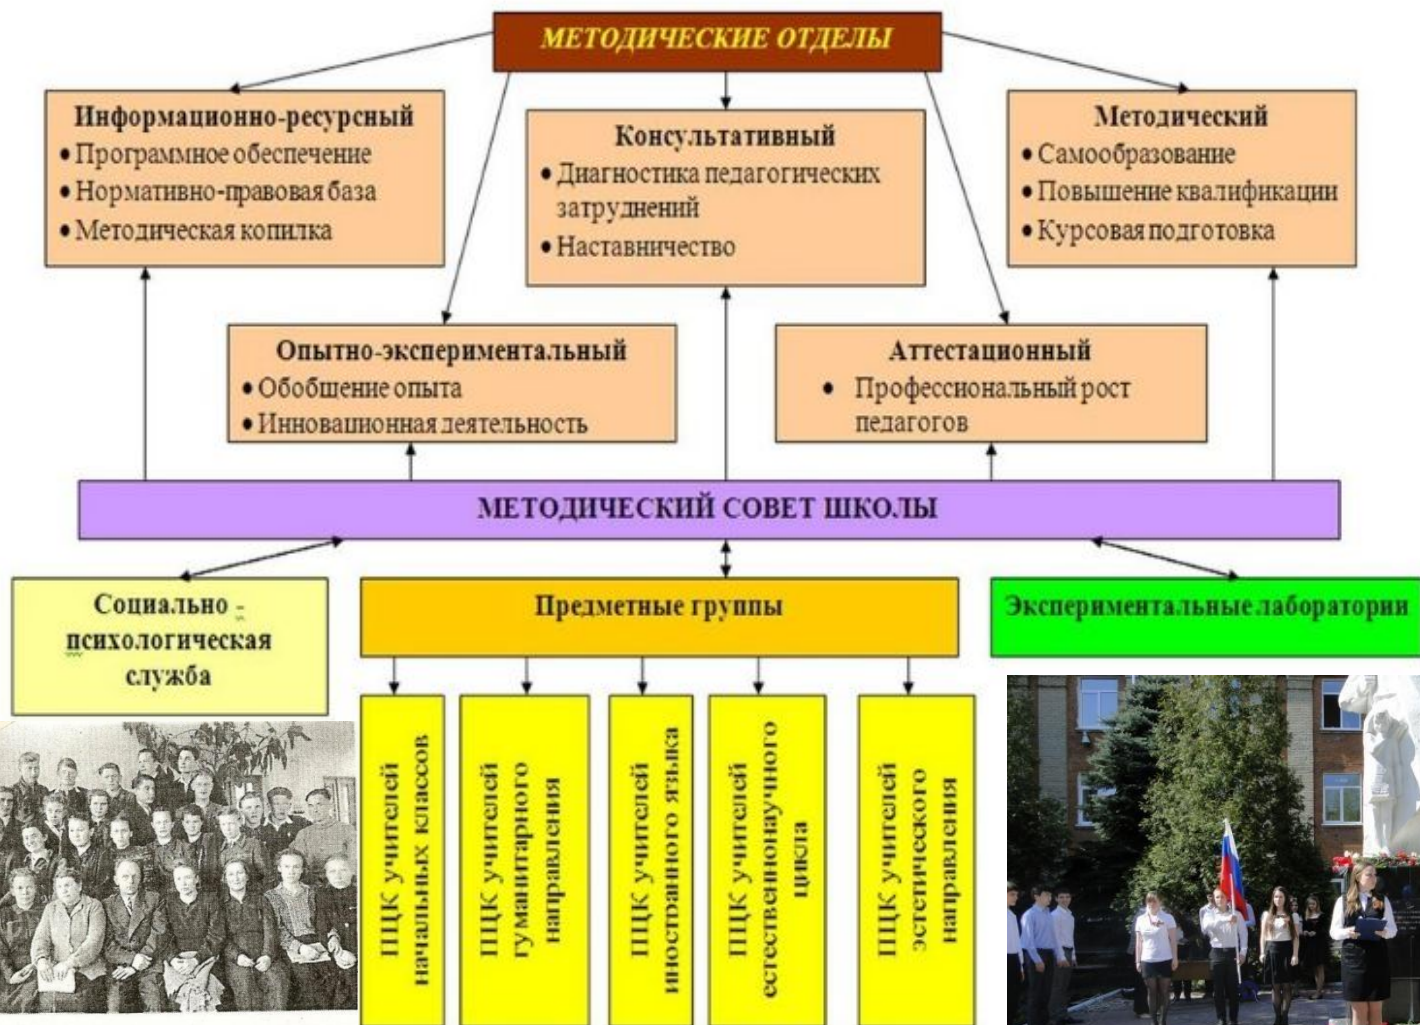 МЕТОДИЧЕСКИЕ ОТДЕЛЫ
Информационно-ресурсный
• Программное обеспечение
• Нормативно-правовая база
• Методическая копилка
Консультативный
• Диагностика педагогических
затруднений
• Наставничество
Методический
• Самообразование
• Повышение квалификации
• Курсовая подготовка
Опытно-экспериментальный
• Обобщение опыта
• Инновационная деятельность
Аттестационный
• Профессиональный рост
педагогов
МЕТОДИЧЕСКИЙ СОВЕТ ШКОЛЫ
Социально -
психологическая
служба
Предметные группы
Экспериментальные лаборатории
ПЦК учителей
начальных классов
ПЦК учителей
гуманитарного
направления
ПЦК учителей
иностранного языка
ПЦК учителей
естественнонаучного
цикла
ПЦК учителей
эстетического
направления